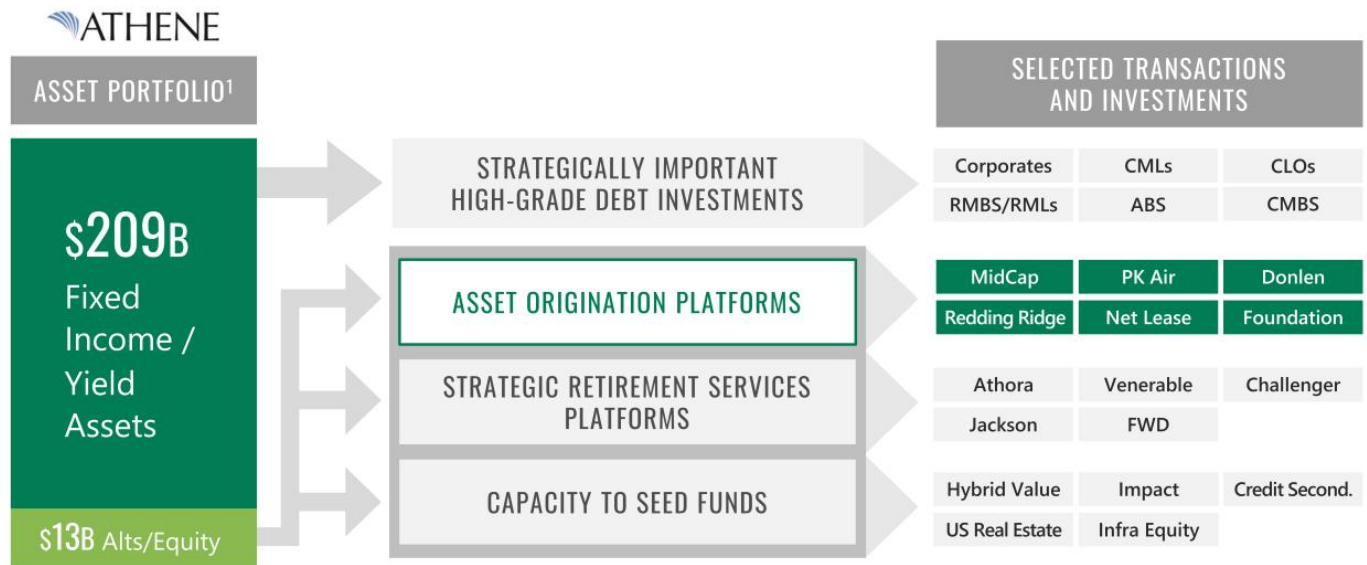 ATHENE
ASSET PORTFOLIO¹
$209B
Fixed
Income /
Yield
Assets
$13B Alts/Equity
STRATEGICALLY IMPORTANT
HIGH-GRADE DEBT INVESTMENTS
ASSET ORIGINATION PLATFORMS
STRATEGIC RETIREMENT SERVICES
PLATFORMS
CAPACITY TO SEED FUNDS
SELECTED TRANSACTIONS
AND INVESTMENTS
Corporates CMLs CLOs
RMBS/RMLs ABS CMBS
MidCap PK Air Donlen
Redding Ridge Net Lease Foundation
Athora Venerable Challenger
Jackson FWD
Hybrid Value Impact Credit Second.
US Real Estate Infra Equity